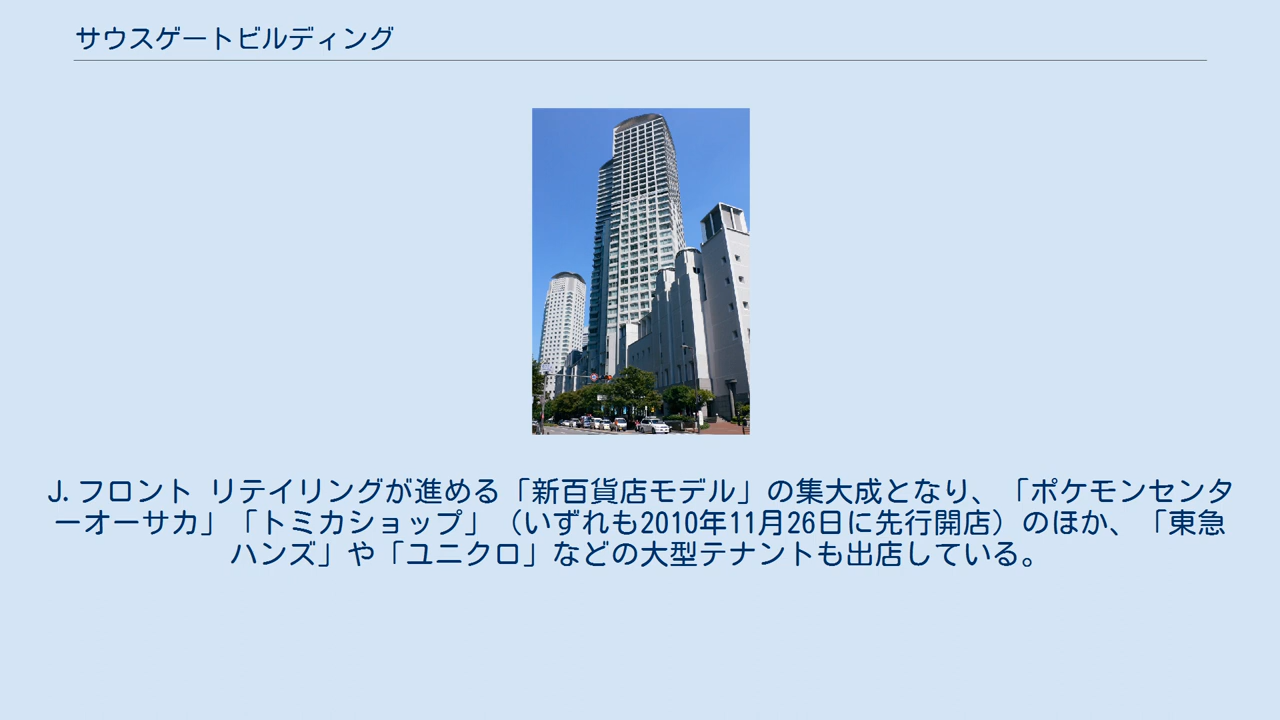 サウスゲートビルディング
J.フロント リテイリングが進める「新百貨店モデル」の集大成となり、「ポケモンセンタ
ーオーサカ」「トミカショップ」（いずれも2010年11月26日に先行開店）のほか、「東急
ハンズ」や「ユニクロ」などの大型テナントも出店している。